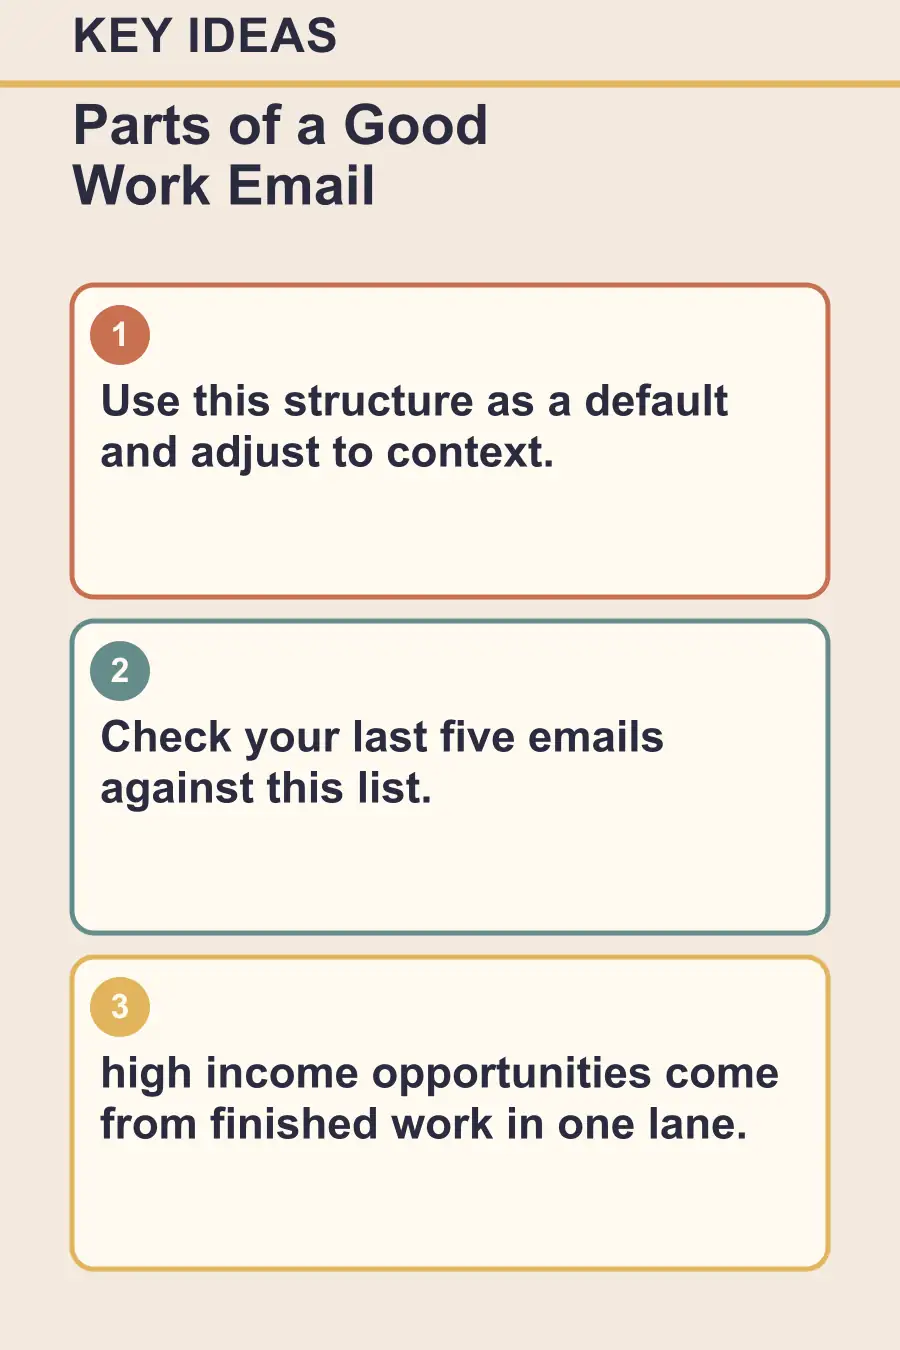 KEY IDEAS
Parts of a Good
Work Email
1
Use this structure as a default
and adjust to context.
2
Check your last five emails
against this list.
3
high income opportunities come
from finished work in one lane.